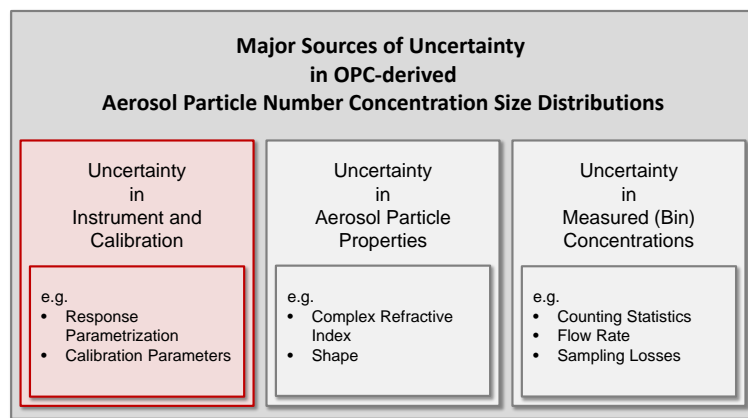 Major Sources of Uncertainty
in OPC-derived
Aerosol Particle Number Concentration Size Distributions
Uncertainty
in
Instrument and
Calibration
e.g.
• Response
Parametrization
• Calibration Parameters
Uncertainty
in
Aerosol Particle
Properties
e.g.
• Complex Refractive
Index
• Shape
Uncertainty
in
Measured (Bin)
Concentrations
e.g.
• Counting Statistics
• Flow Rate
• Sampling Losses